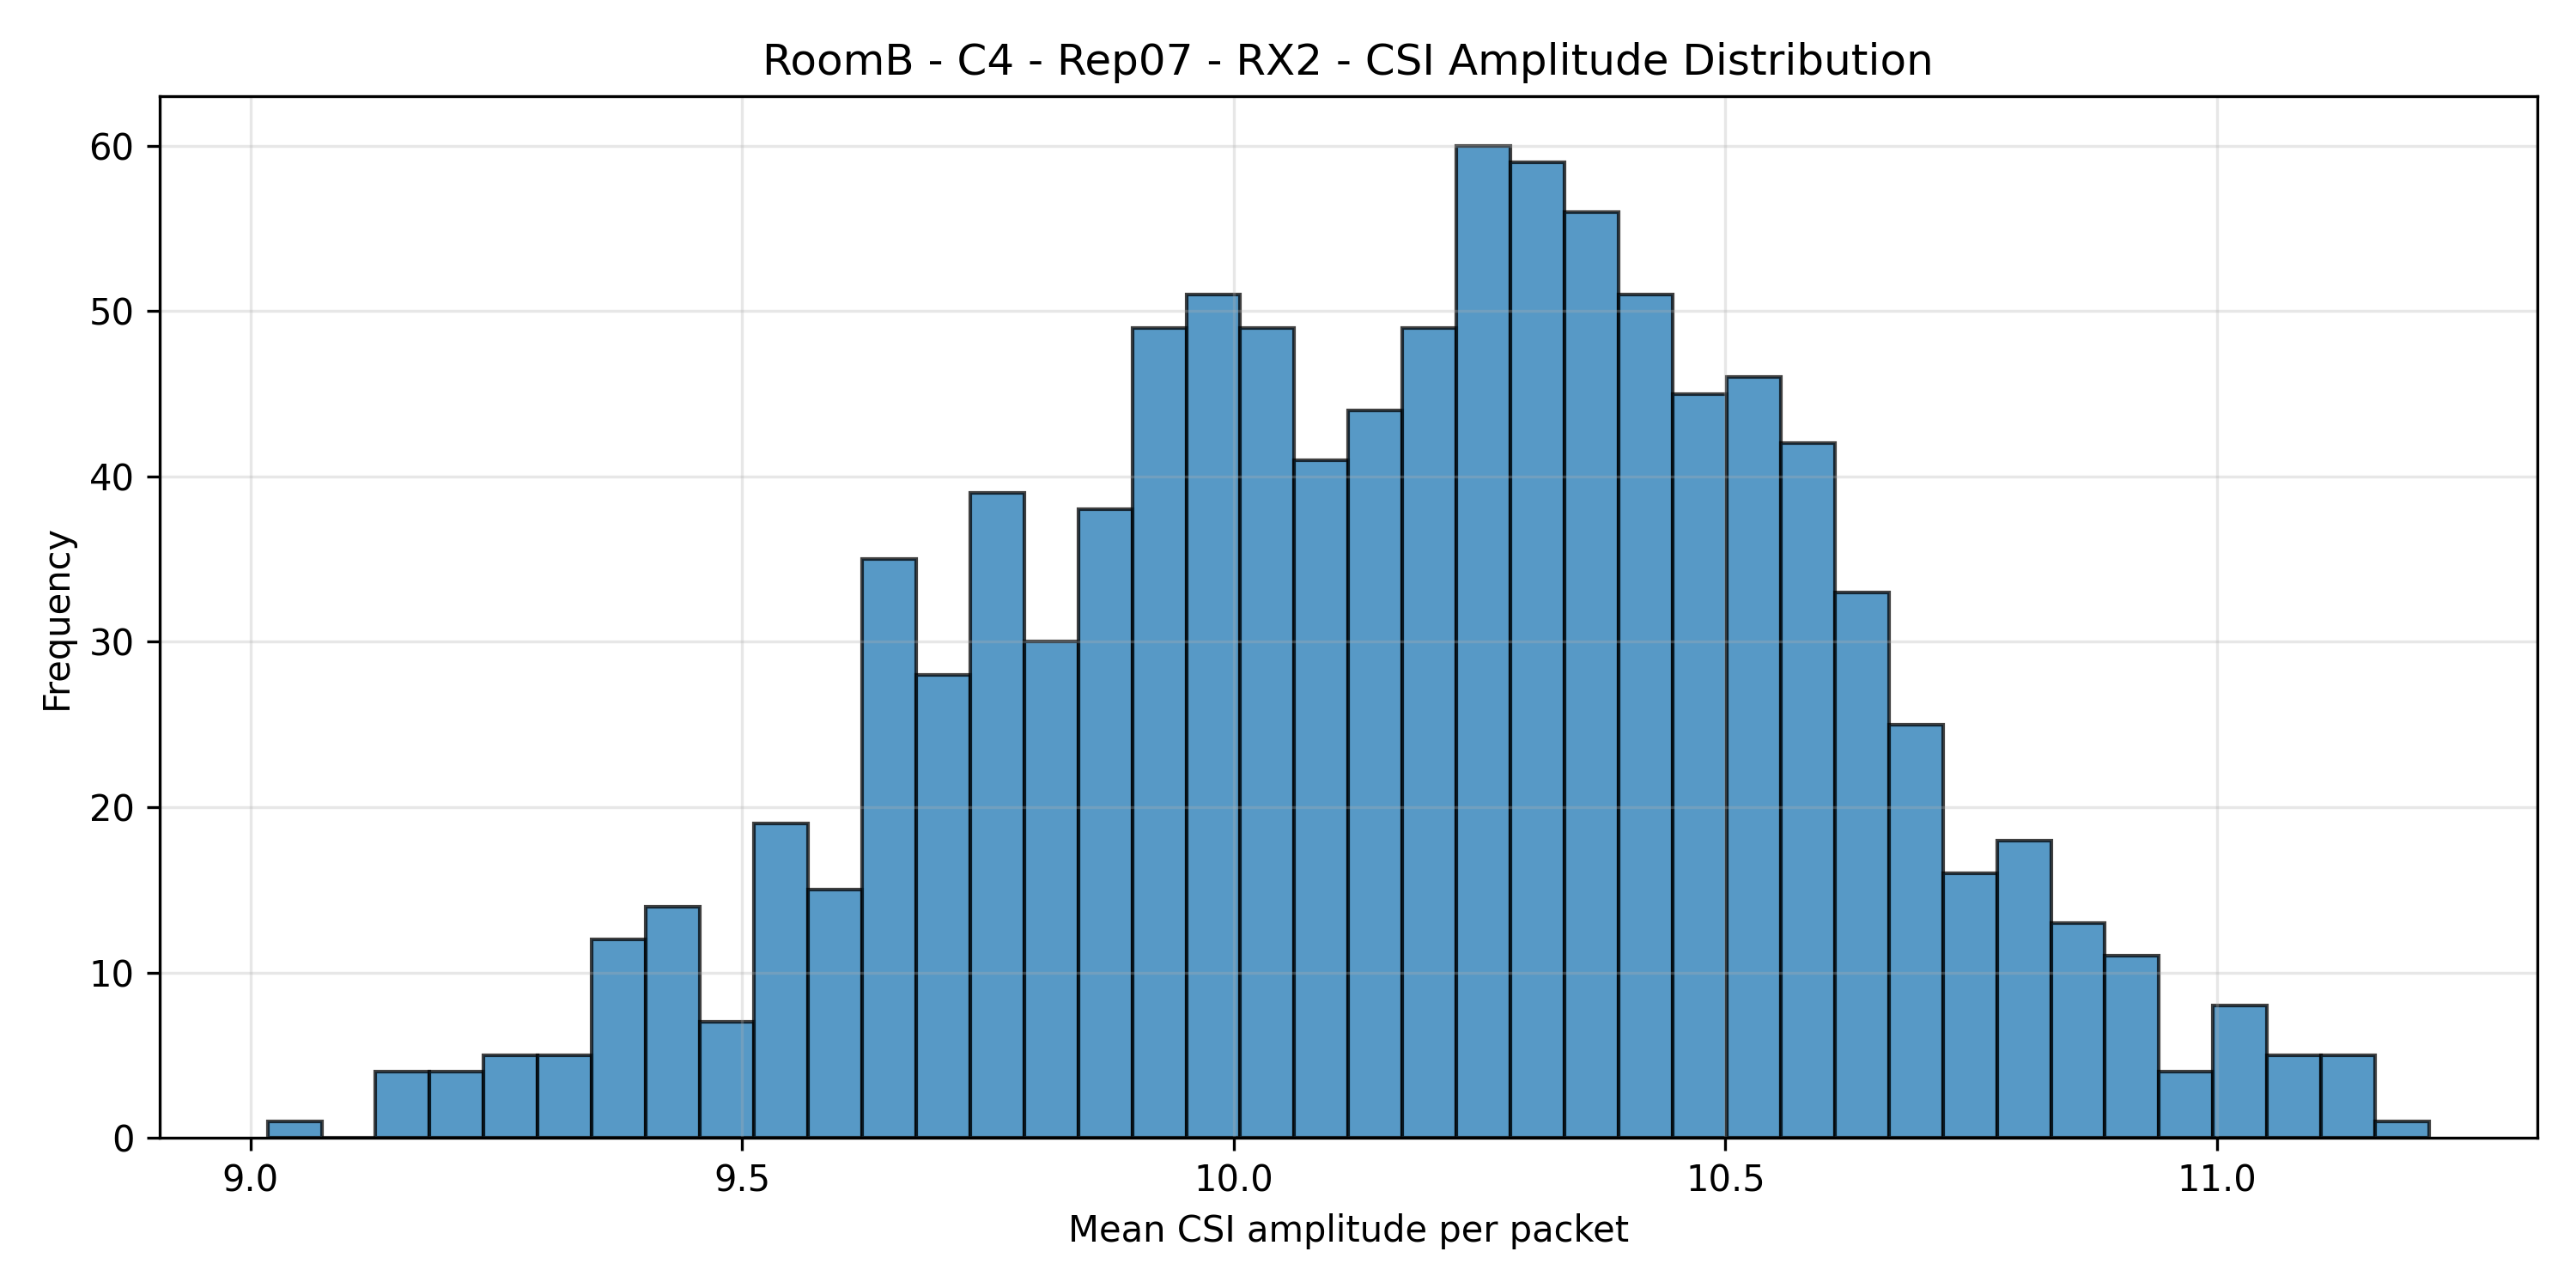 RoomB - C4 - Rep07 - RX2 - CSI Amplitude Distribution
60
50
40
30
20
10
0
Frequency
9.0 9.5 10.0 10.5 11.0
Mean CSI amplitude per packet